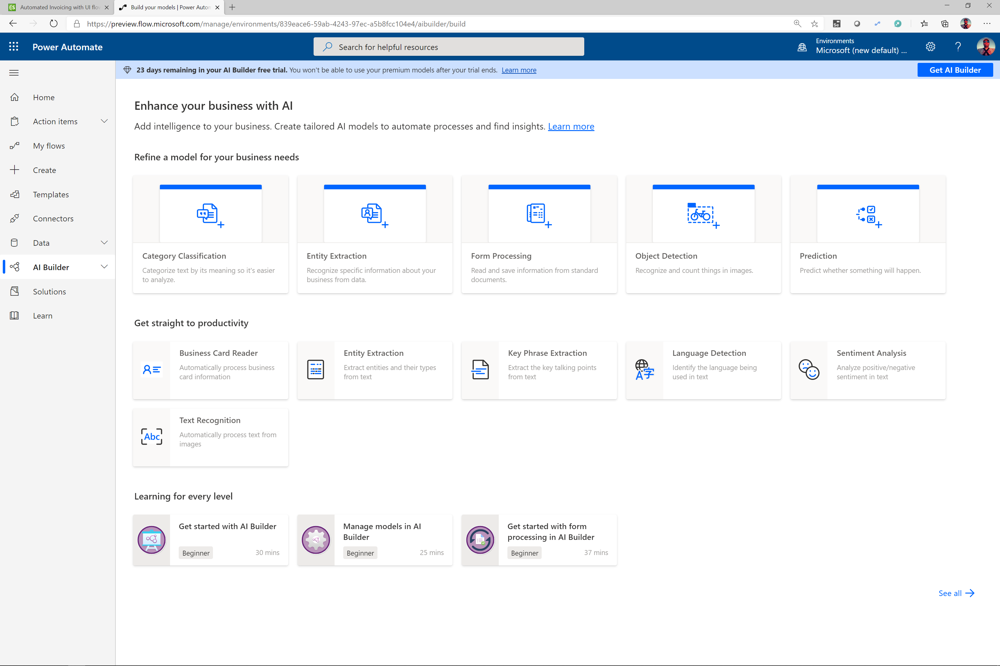 Automated Invoicing with UI flo
Build your models | Power Auto
https://preview.flow.microsoft.com/manage/environments/839eace6-59ab-4243-97ec-a5b8fcc104e4/aibuilder/build
Se
Power Automate
Search for helpful resources
Environments
Microsoft (new default) ...
23 days remaining in your AI Builder free trial. You won't be able to use your premium models after your trial ends. Learn more
Get AI Builder
Home
Action items
My flows
Create
Templates
Connectors
Data
AI Builder
Solutions
Learn
Enhance your business with AI
Add intelligence to your business. Create tailored AI models to automate processes and find insights. Learn more
Refine a model for your business needs
Category Classification
Categorize text by its meaning so it's easier
to analyze.
Entity Extraction
Recognize specific information about your
business from data.
Form Processing
Read and save information from standard
documents.
Object Detection
Recognize and count things in images.
Prediction
Predict whether something will happen.
Get straight to productivity
Business Card Reader
Automatically process business
card information
Entity Extraction
Extract entities and their types
from text
Key Phrase Extraction
Extract the key talking points
from text
A字
Language Detection
Identify the language being
used in text
Sentiment Analysis
Analyze positive/negative
sentiment in text
Abc
Text Recognition
Automatically process text from
images
Learning for every level
Get started with AI Builder
Beginner
30 mins
Manage models in AI
Builder
Beginner
25 mins
Get started with form
processing in AI Builder
Beginner
37 mins
See all